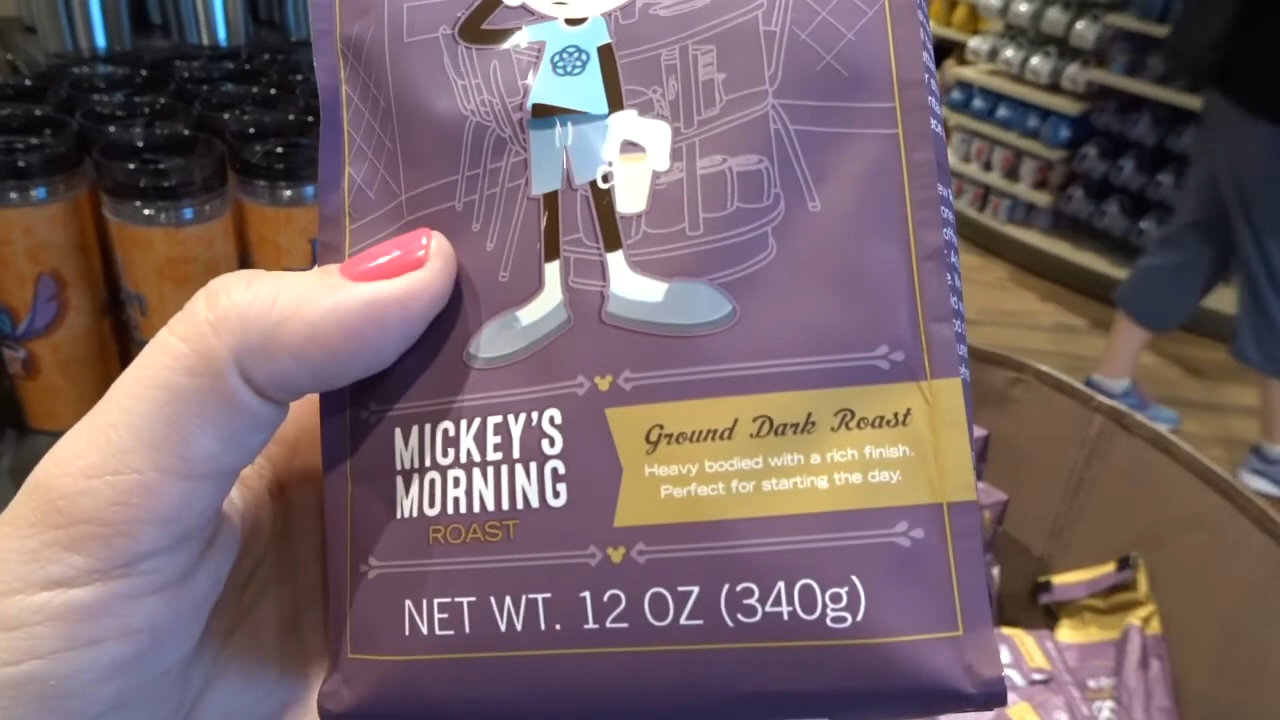 MICKEY'S
MORNING
ROAST
Ground Dark Roast
Heavy bodied with a rich finish.
Perfect for starting the day.
NET WT. 12 OZ (340g)